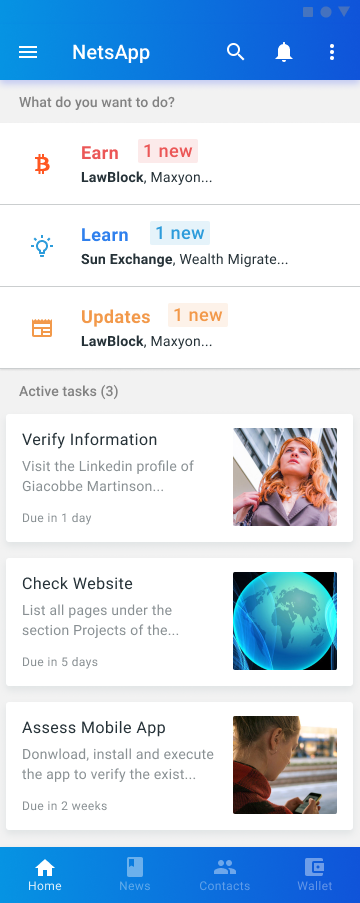 NetsApp
What do you want to do?
Earn 1 new
LawBlock, Maxyon...
Learn 1 new
Sun Exchange, Wealth Migrate...
Updates 1 new
LawBlock, Maxyon...
Active tasks (3)
Verify Information
Visit the Linkedin profile of
Giacobbe Martinson...
Due in 1 day
Check Website
List all pages under the
section Projects of the...
Due in 5 days
Assess Mobile App
Donwload, install and execute
the app to verify the exist...
Due in 2 weeks
Home News Contacts Wallet